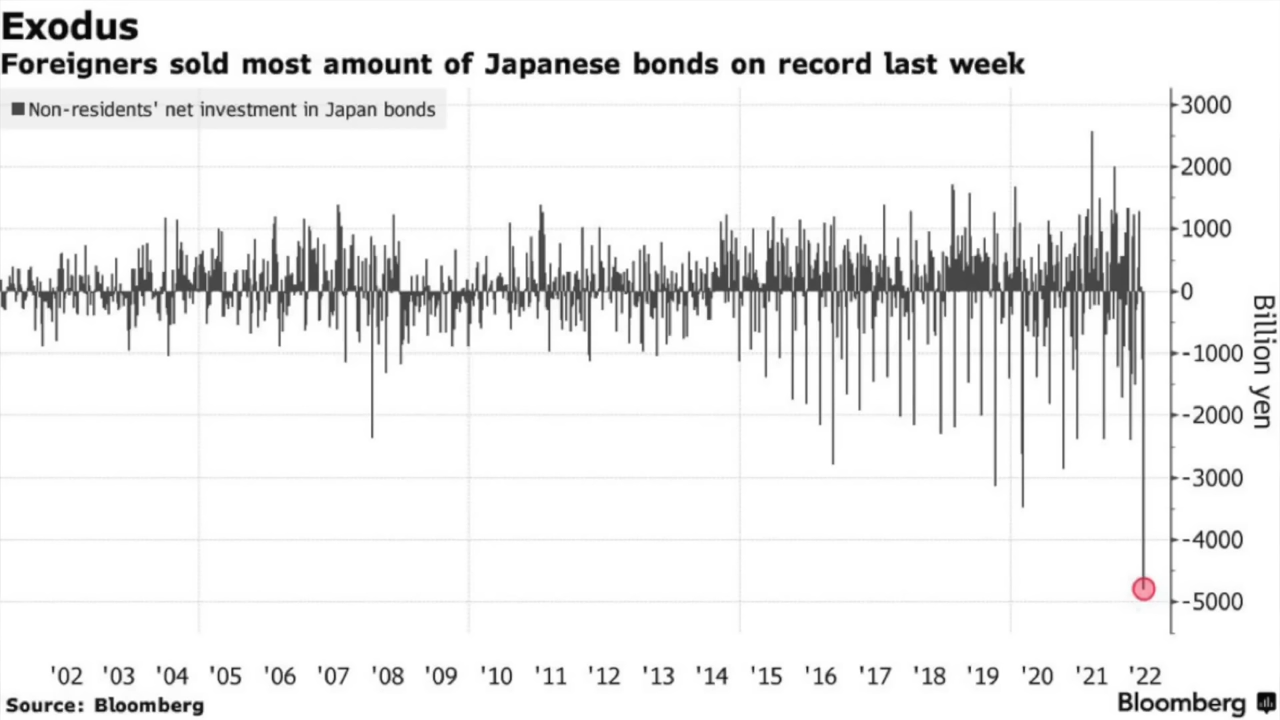 Exodus
Foreigners sold most amount of Japanese bonds on record last week
Non-residents' net investment in Japan bonds
3000
2000
1000
0
-1000
-2000
-3000
-4000
-5000
Billion yen
'02 '03 '04 '05 '06 '07 '08 '09 '10 '11 '12 '13 '14 '15 '16 '17 '18 '19 '20 '21 '22
Source: Bloomberg
Bloomberg